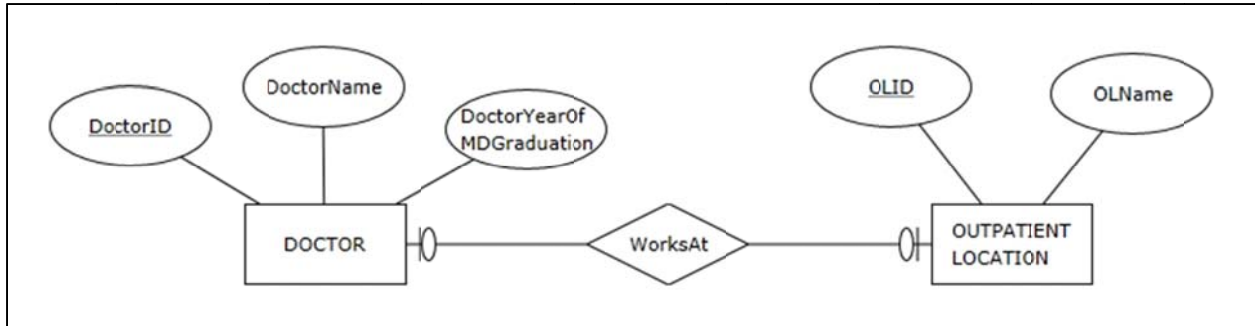 DoctorID
DoctorName
DoctorYearOf
MDGraduation
OLID
OLName
DOCTOR
WorksAt
OUTPATIENT
LOCATION